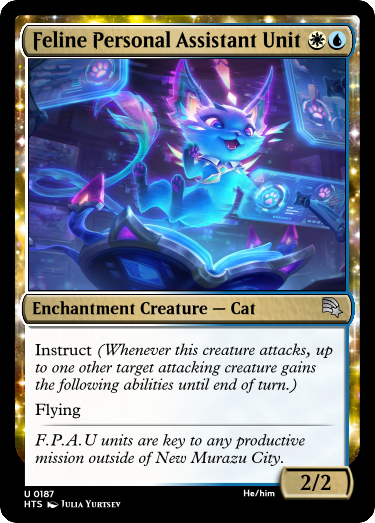 Feline Personal Assistant Unit
Enchantment Creature — Cat
Instruct (Whenever this creature attacks, up
to one other target attacking creature gains
the following abilities until end of turn.)
Flying
F.P.A.U units are key to any productive
mission outside of New Murazu City.
2/2
U 0187
He/him
HTS Julia Yurtsev